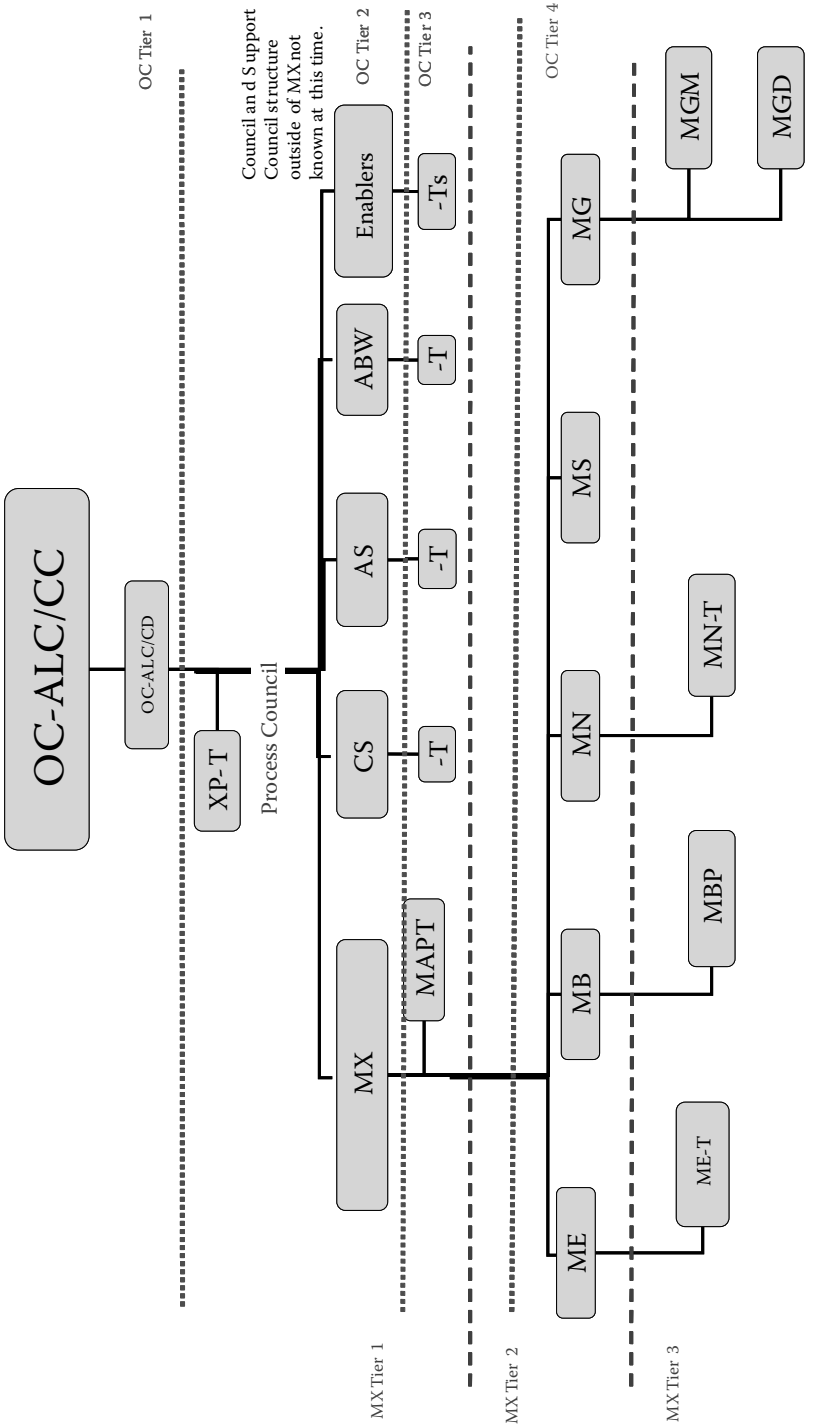 OC-ALC/CC
OC-ALC/CD
OC Tier 1
XP-T
Process Council
Council and Support
Council structure
outside of MX not
known at this time.
MX Tier 1
MX
CS
AS
ABW
Enablers
OC Tier 2
MAPT
-T
-T
-T
-Ts
OC Tier 3
MX Tier 2
OC Tier 4
ME
MB
MN
MS
MG
MX Tier 3
ME-T
MBP
MN-T
MGM
MGD